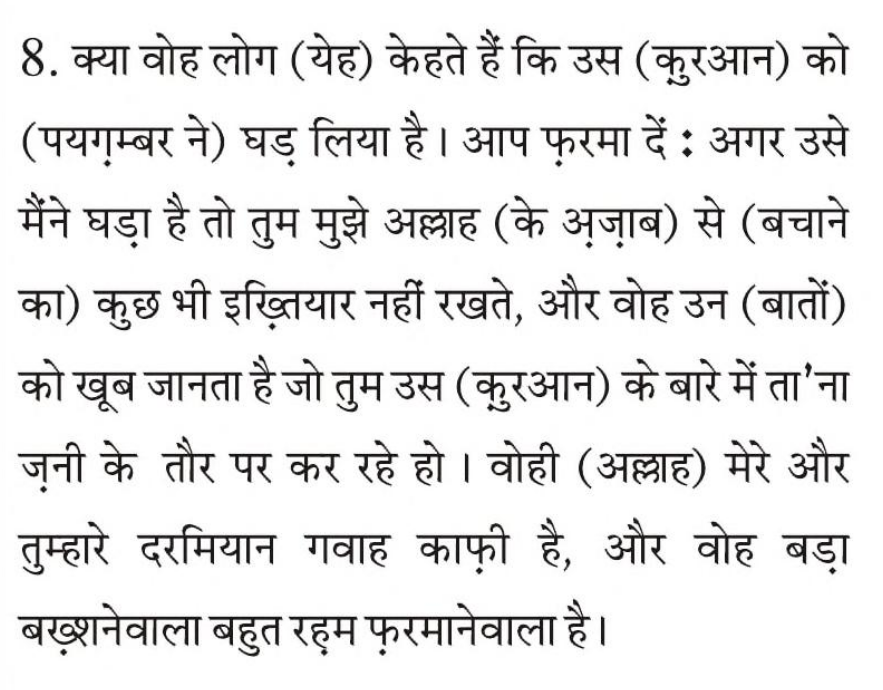 8. क्या वोह लोग (येह) केहते हैं कि उस (क़ुरआन) को
(पयग़म्बर ने) घड़ लिया है। आप फ़रमा दें : अगर उसे
मैंने घड़ा है तो तुम मुझे अल्लाह (के अ़ज़ाब) से (बचाने
का) कुछ भी इख़्तियार नहीं रखते, और वोह उन (बातों)
को खूब जानता है जो तुम उस (क़ुरआन) के बारे में ता'ना
ज़नी के तौर पर कर रहे हो। वोही (अल्लाह) मेरे और
तुम्हारे दरमियान गवाह काफ़ी है, और वोह बड़ा
बख़्शनेवाला बहुत रह़म फ़रमानेवाला है।